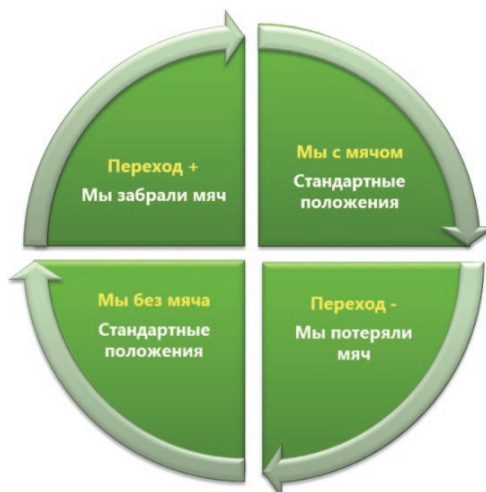 Переход +
Мы забрали мяч
Мы с мячом
Стандартные
положения
Мы без мяча
Стандартные
положения
Переход -
Мы потеряли
мяч